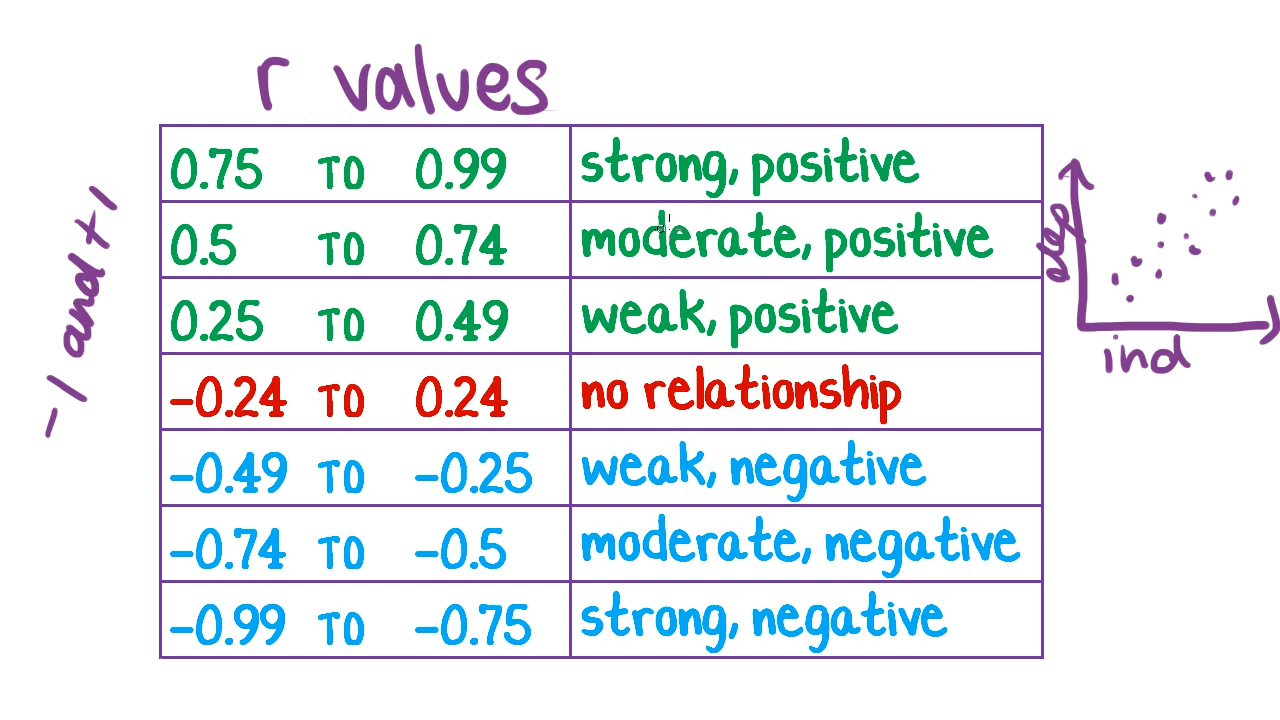 r values
0.75 TO 0.99 strong, positive
0.5 TO 0.74 moderate, positive
0.25 TO 0.49 weak, positive
-0.24 TO 0.24 no relationship
-0.49 TO -0.25 weak, negative
-0.74 TO -0.5 moderate, negative
-0.99 TO -0.75 strong, negative
-1 and +1
dep
ind